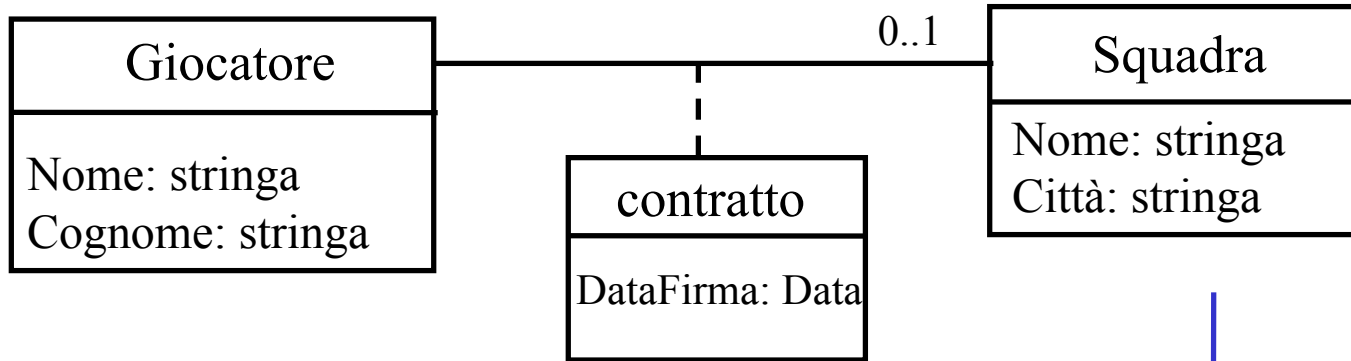 Giocatore
Nome: stringa
Cognome: stringa
0..1
contratto
DataFirma: Data
Squadra
Nome: stringa
Città: stringa